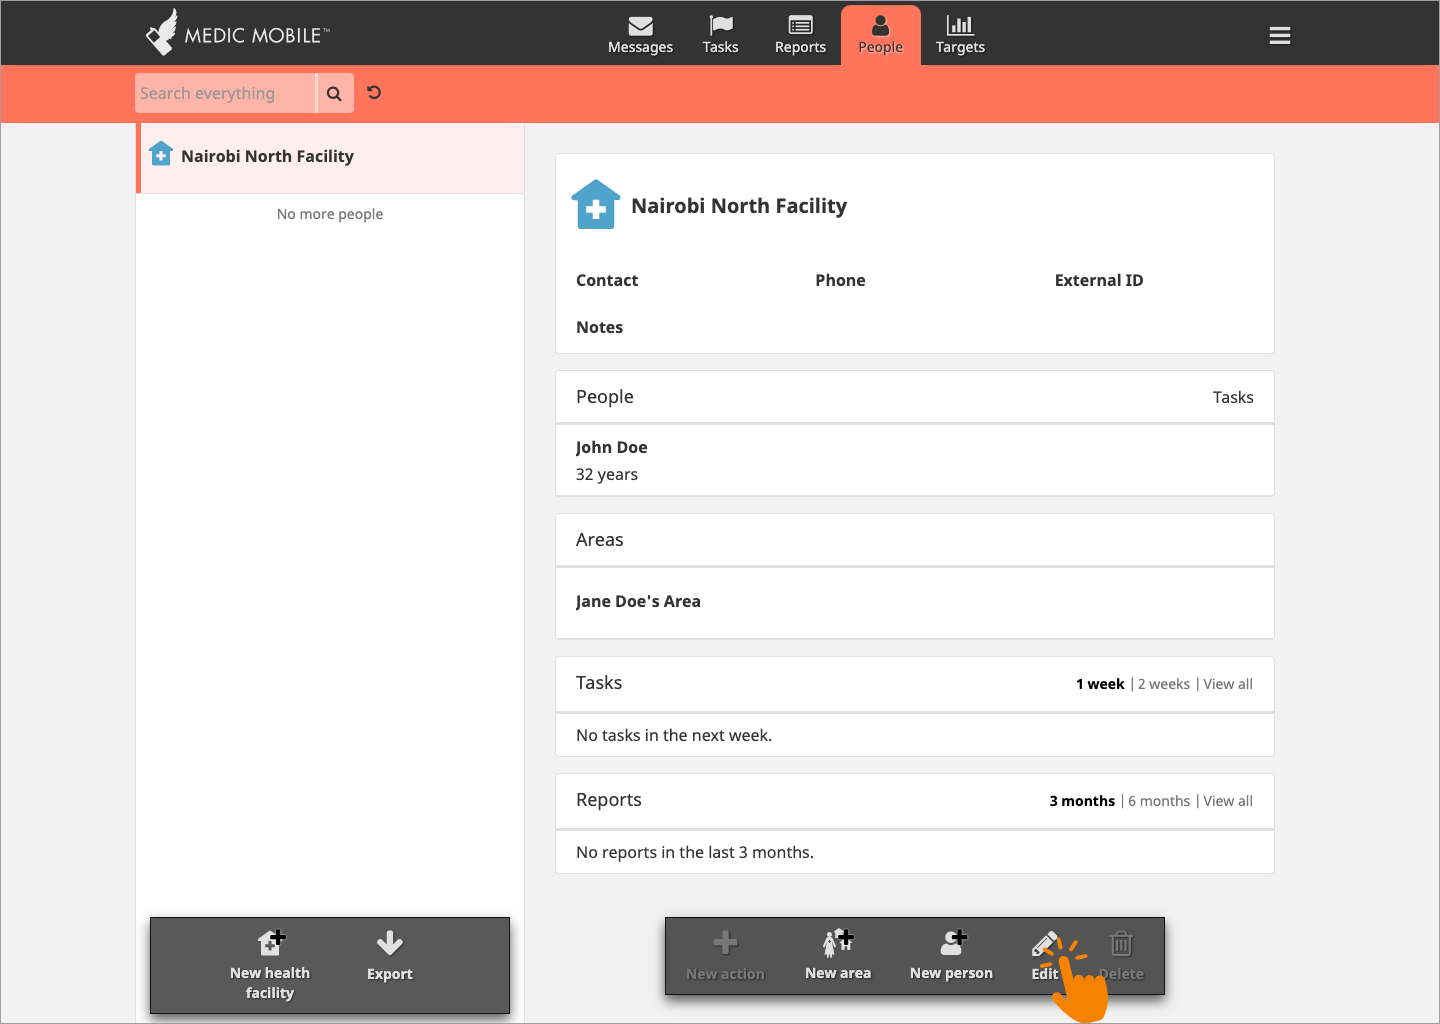 MEDIC MOBILE™
Messages
Tasks
Reports
People
Targets
Search everything
Nairobi North Facility
No more people
Nairobi North Facility
Contact Phone External ID
Notes
People Tasks
John Doe
32 years
Areas
Jane Doe's Area
Tasks 1 week | 2 weeks | View all
No tasks in the next week.
Reports 3 months | 6 months | View all
No reports in the last 3 months.
New health
facility
Export
New action
New area
New person
Edit
Delete